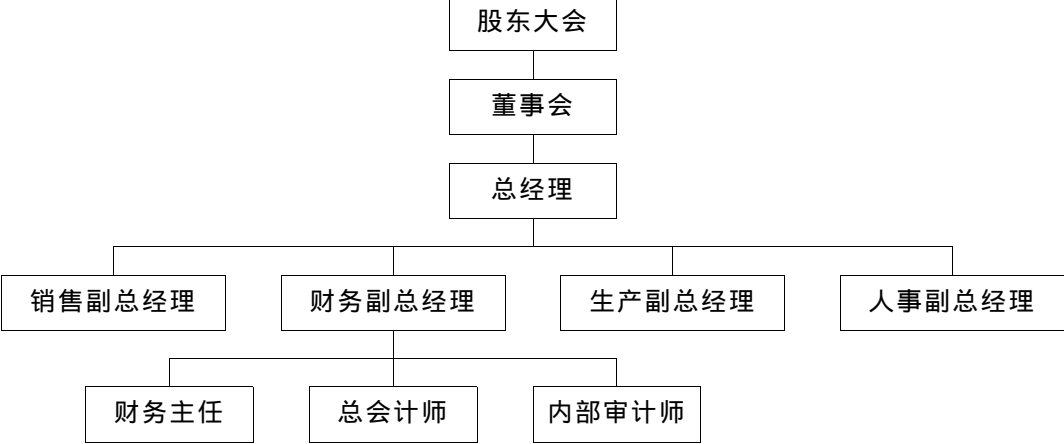 股东大会
董事会
总经理
销售副总经理
财务副总经理
生产副总经理
人事副总经理
财务主任
总会计师
内部审计师